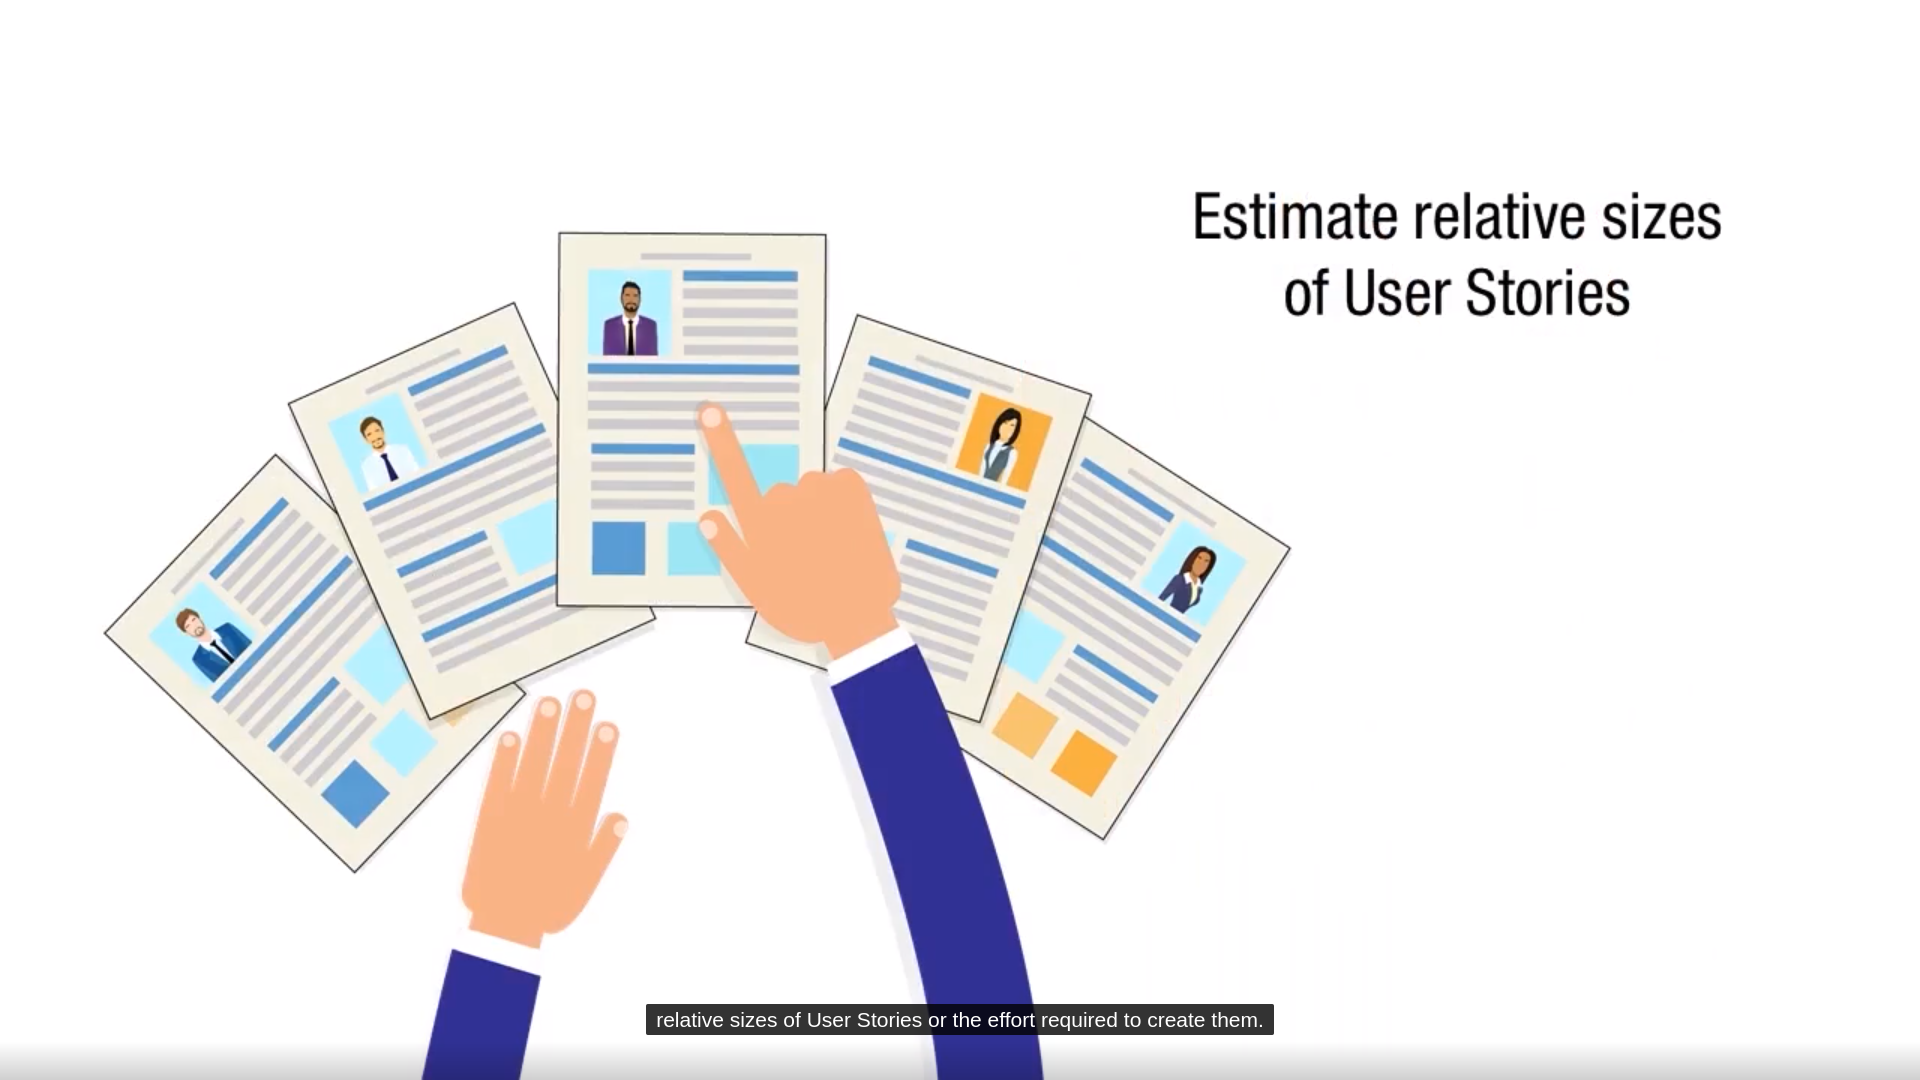 Estimate relative sizes
of User Stories
relative sizes of User Stories or the effort required to create them.